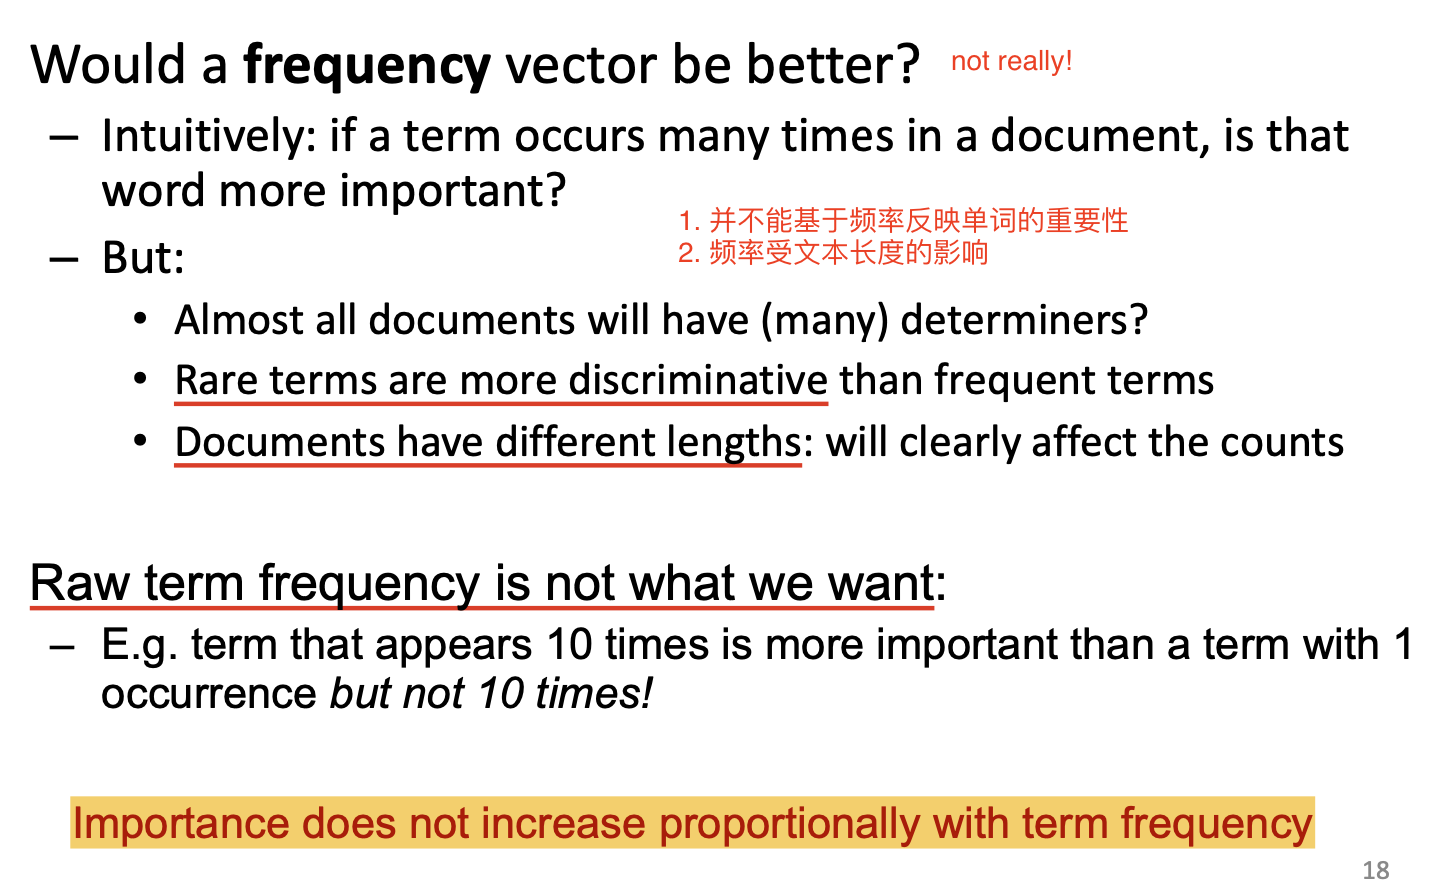 Would a frequency vector be better? not really!
– Intuitively: if a term occurs many times in a document, is that
word more important?
1. 并不能基于频率反映单词的重要性
2. 频率受文本长度的影响
– But:
• Almost all documents will have (many) determiners?
• Rare terms are more discriminative than frequent terms
• Documents have different lengths: will clearly affect the counts
Raw term frequency is not what we want:
– E.g. term that appears 10 times is more important than a term with 1
occurrence but not 10 times!
Importance does not increase proportionally with term frequency
18